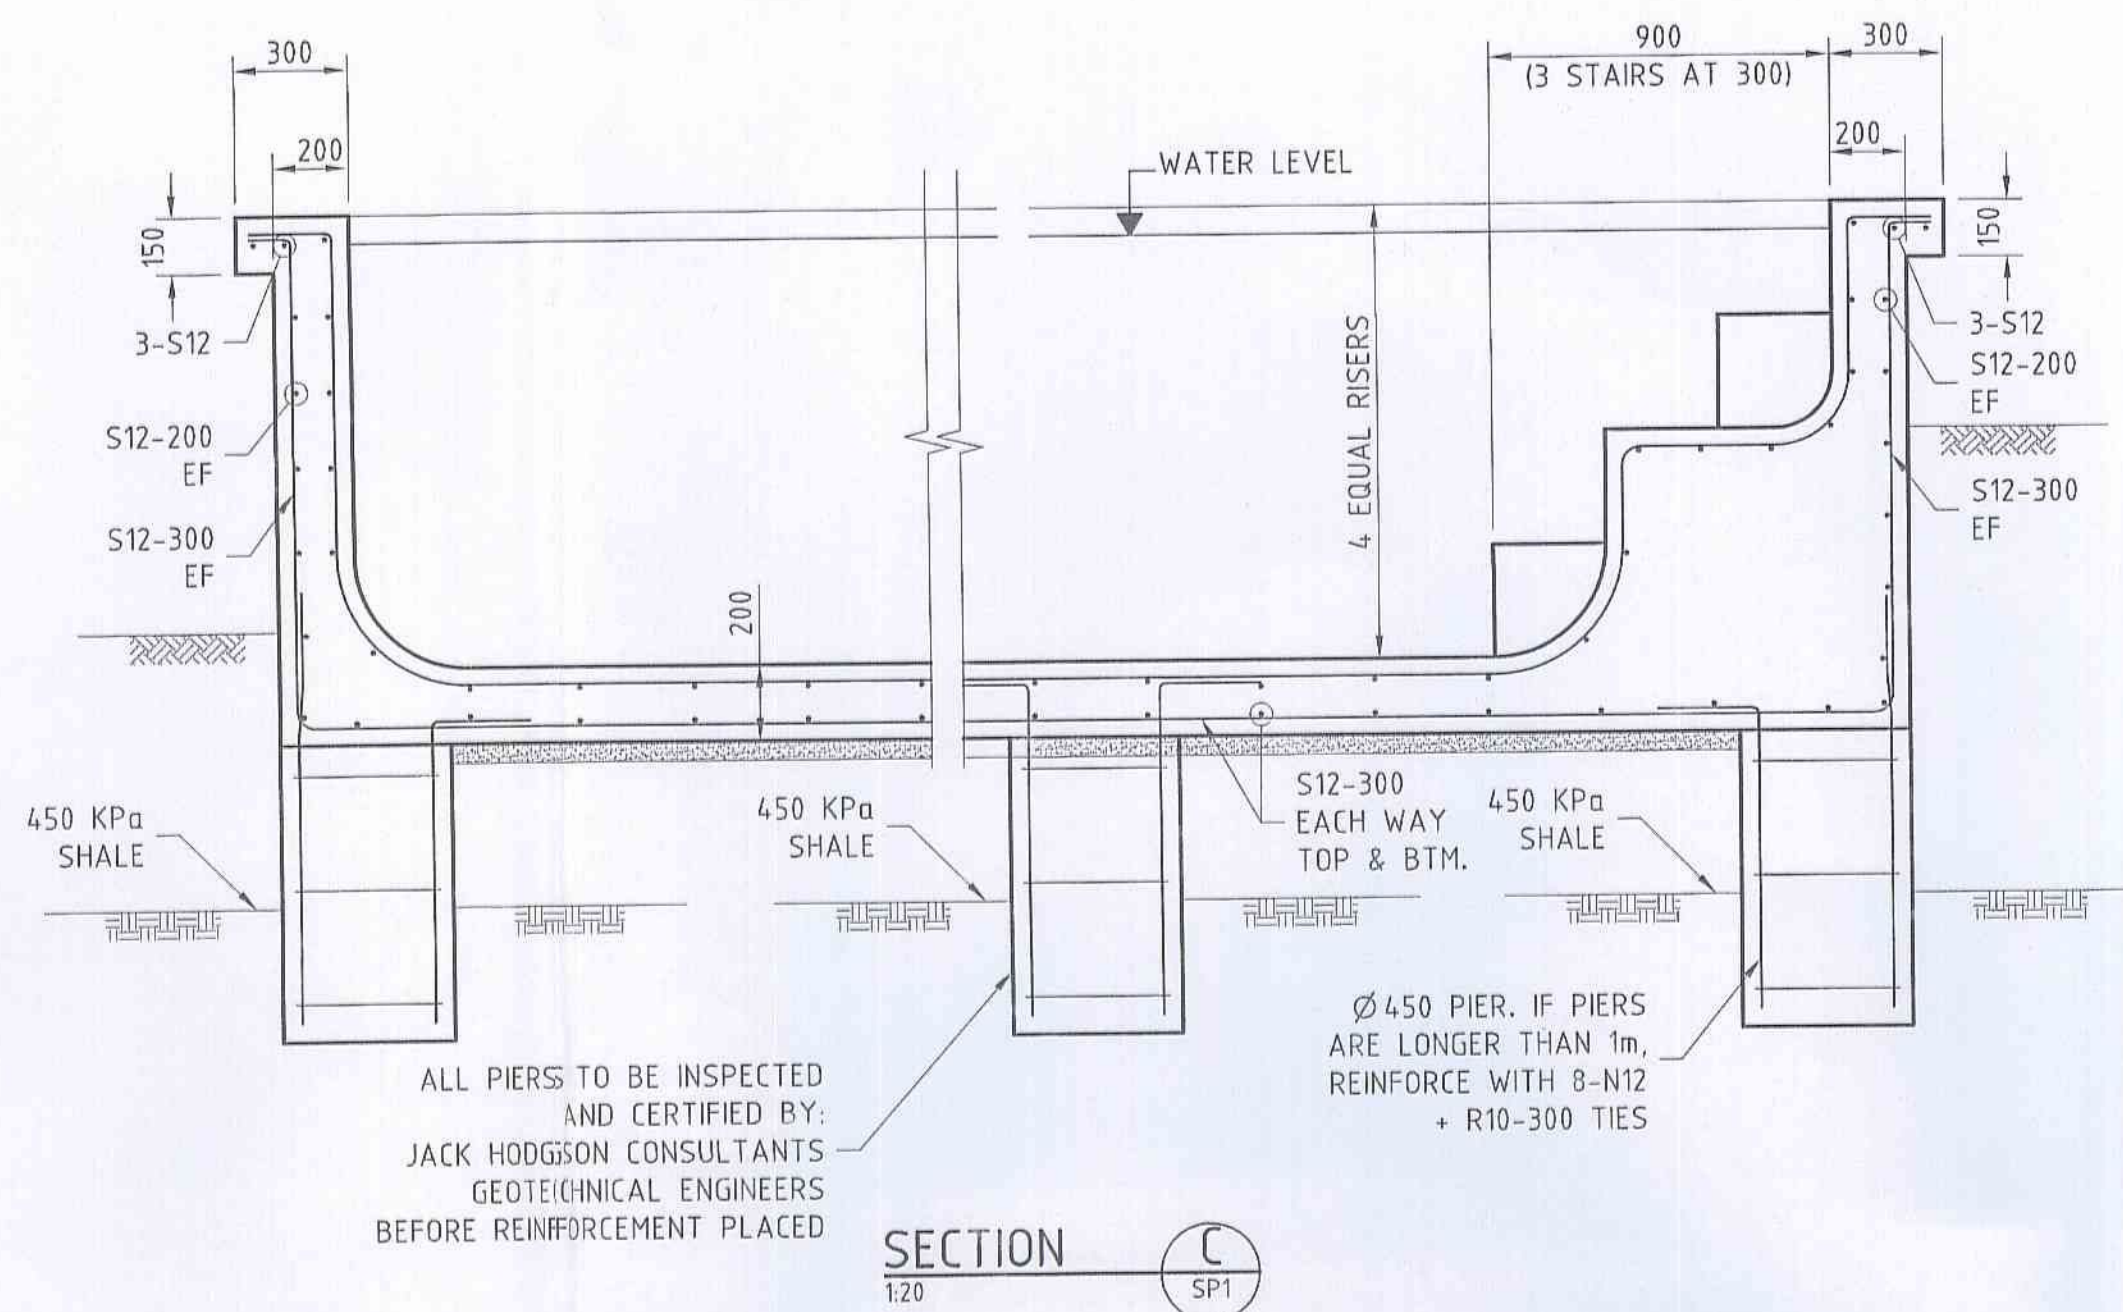 300
900
300
(3 STAIRS AT 300)
200
WATER LEVEL
200
150
150
3-S12
S12-200
EF
S12-300
EF
200
4 EQUAL RISERS
3-S12
S12-200
EF
S12-300
EF
450 KPa
SHALE
450 KPa
SHALE
S12-300
EACH WAY
TOP & BTM.
450 KPa
SHALE
ALL PIERS TO BE INSPECTED
AND CERTIFIED BY:
JACK HODGSON CONSULTANTS
GEOTECHNICAL ENGINEERS
BEFORE REINFORCEMENT PLACED
Ø450 PIER. IF PIERS
ARE LONGER THAN 1m,
REINFORCE WITH 8-N12
+ R10-300 TIES
SECTION
1:20
C
SP1